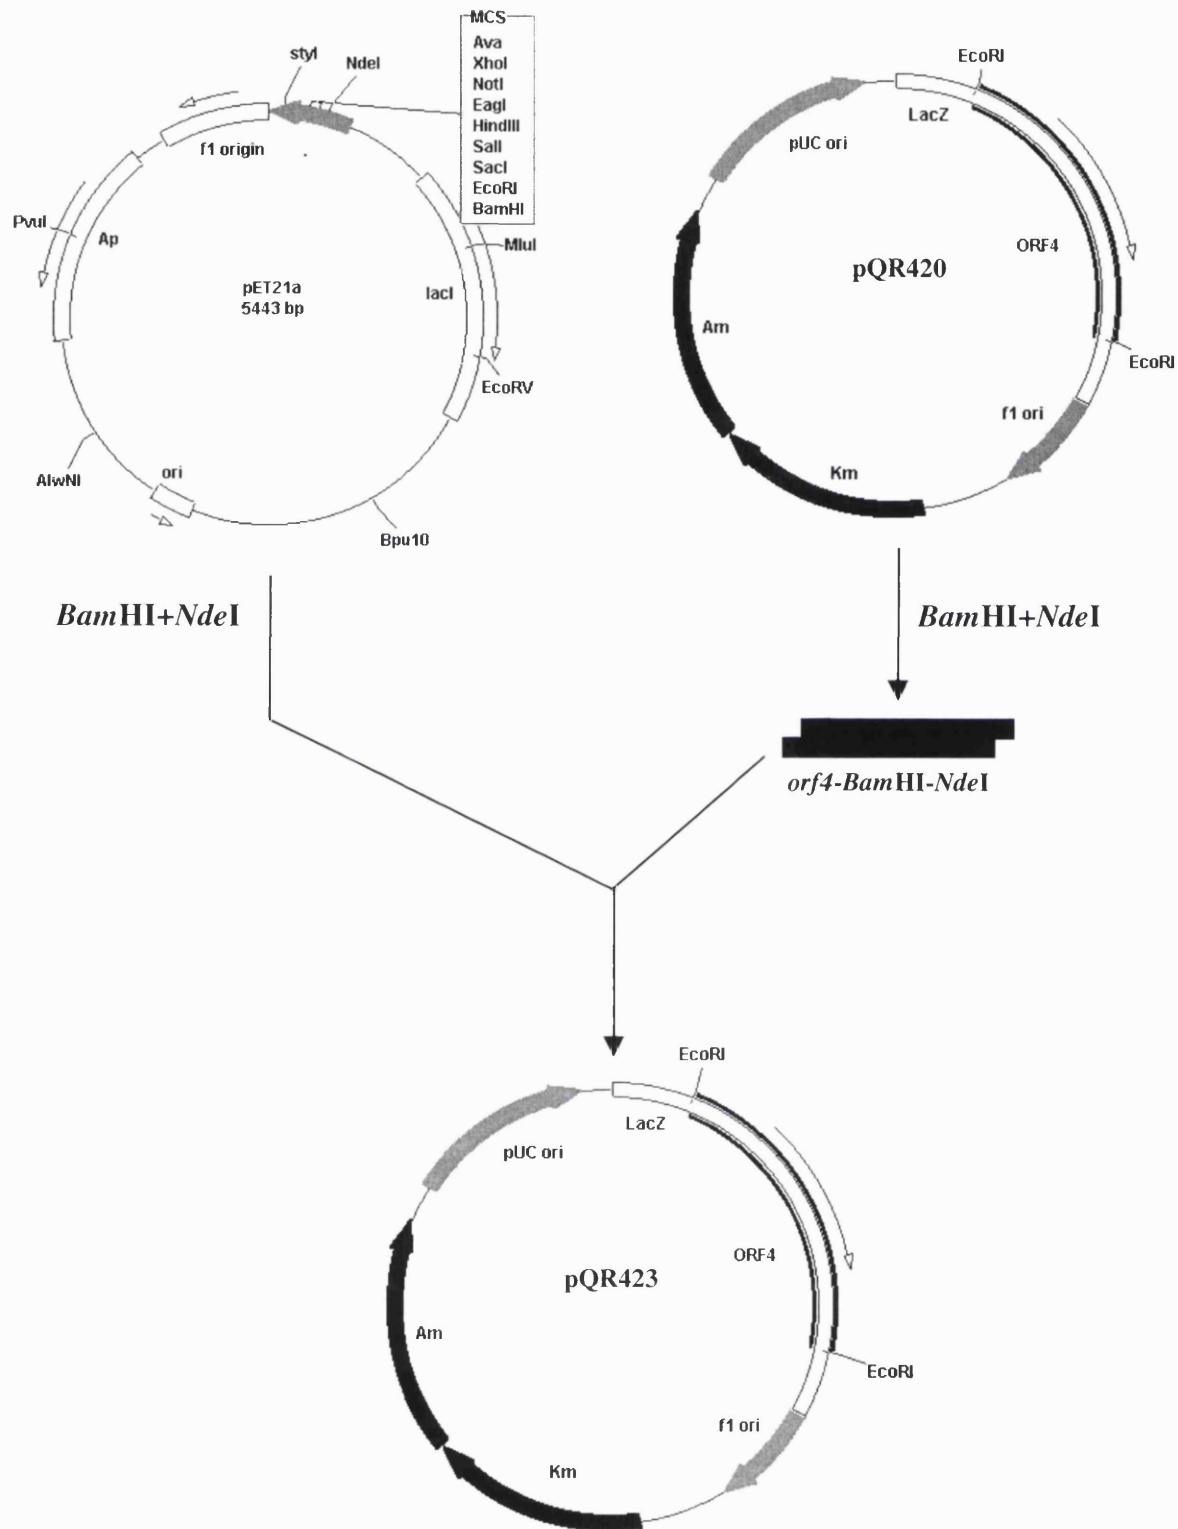 MCS
Ava
XhoI
NotI
EagI
HindIII
SalI
SacI
EcoRI
BamHI
styI
NdeI
f1 origin
PvuI
Ap
pET21a
5443 bp
lacI
MluI
EcoRV
AlwNI
ori
Bpu10
EcoRI
LacZ
pUC ori
ORF4
pQR420
Am
EcoRI
f1 ori
Km
BamHI+NdeI
BamHI+NdeI
orf4-BamHI-NdeI
EcoRI
LacZ
pUC ori
ORF4
pQR423
Am
EcoRI
f1 ori
Km